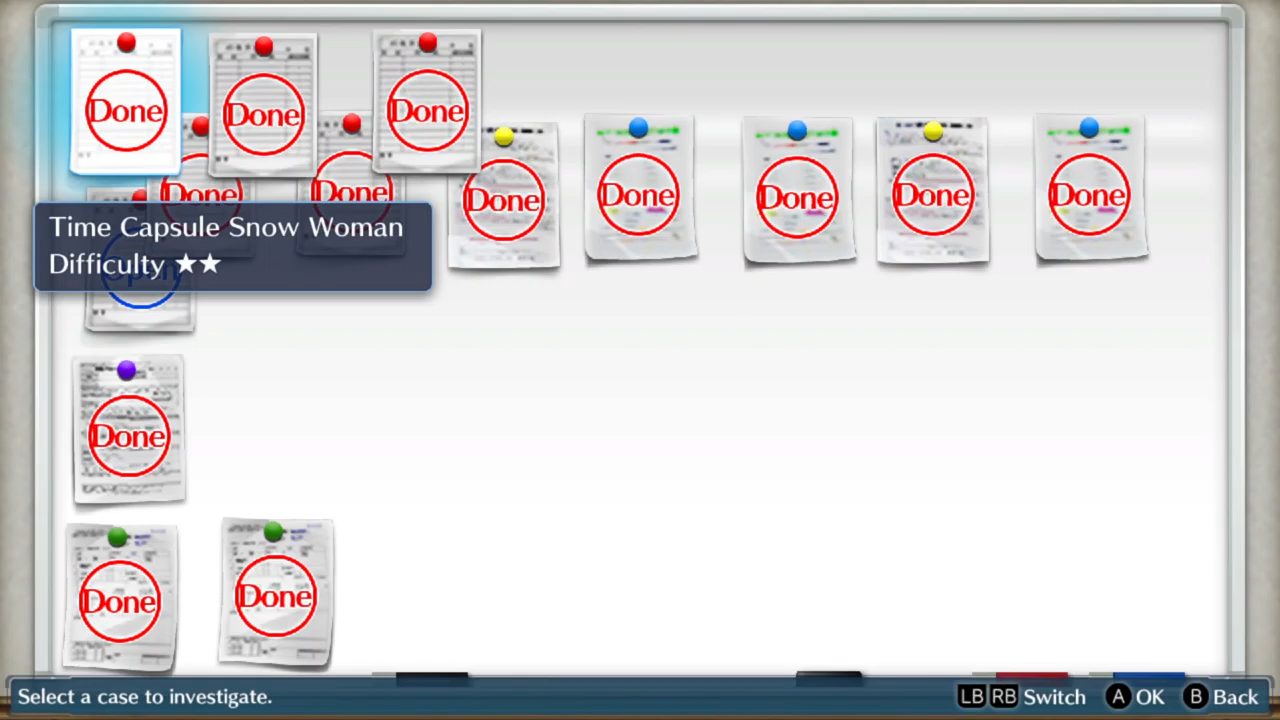 Done
Done
Done
Done
Done
Done
Done
Done
Done
Done
Time Capsule Snow Woman
Difficulty ★★
Open
Done
Done
Done
Select a case to investigate.
LB RB Switch A OK B Back